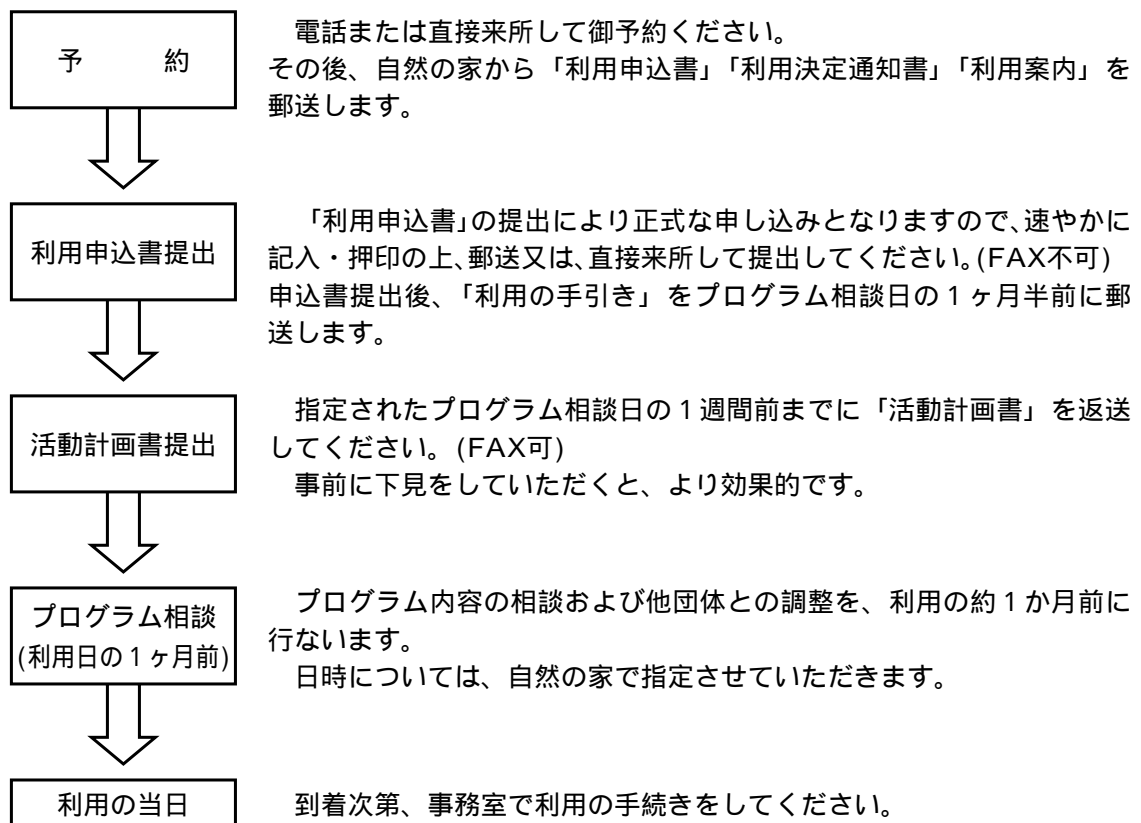 予　　約
電話または直接来所して御予約ください。
その後、自然の家から「利用申込書」「利用決定通知書」「利用案内」を
郵送します。
利用申込書提出
「利用申込書」の提出により正式な申し込みとなりますので、速やかに
記入・押印の上、郵送又は、直接来所して提出してください。(FAX不可)
申込書提出後、「利用の手引き」をプログラム相談日の１ヶ月半前に郵
送します。
活動計画書提出
指定されたプログラム相談日の１週間前までに「活動計画書」を返送
してください。(FAX可)
事前に下見をしていただくと、より効果的です。
プログラム相談
(利用日の１ヶ月前)
プログラム内容の相談および他団体との調整を、利用の約１か月前に
行ないます。
日時については、自然の家で指定させていただきます。
利用の当日
到着次第、事務室で利用の手続きをしてください。